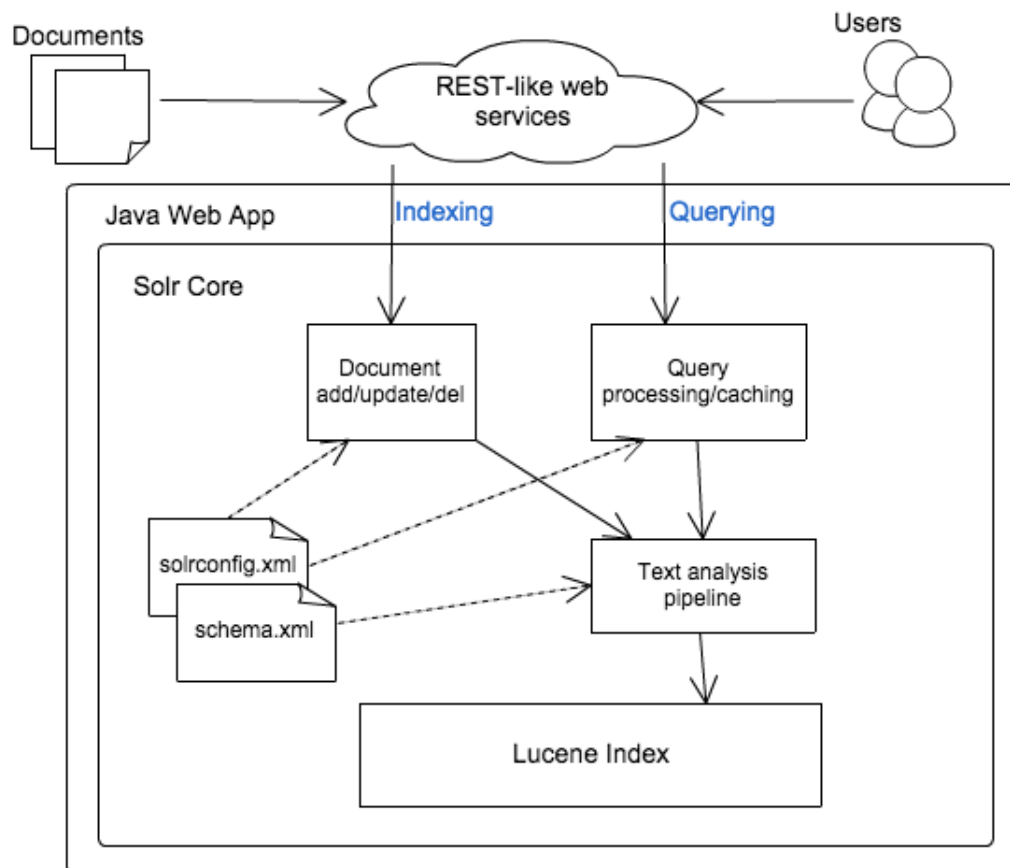 Documents
Users
REST-like web
services
Indexing
Querying
Java Web App
Solr Core
Document
add/update/del
Query
processing/caching
solrconfig.xml
schema.xml
Text analysis
pipeline
Lucene Index